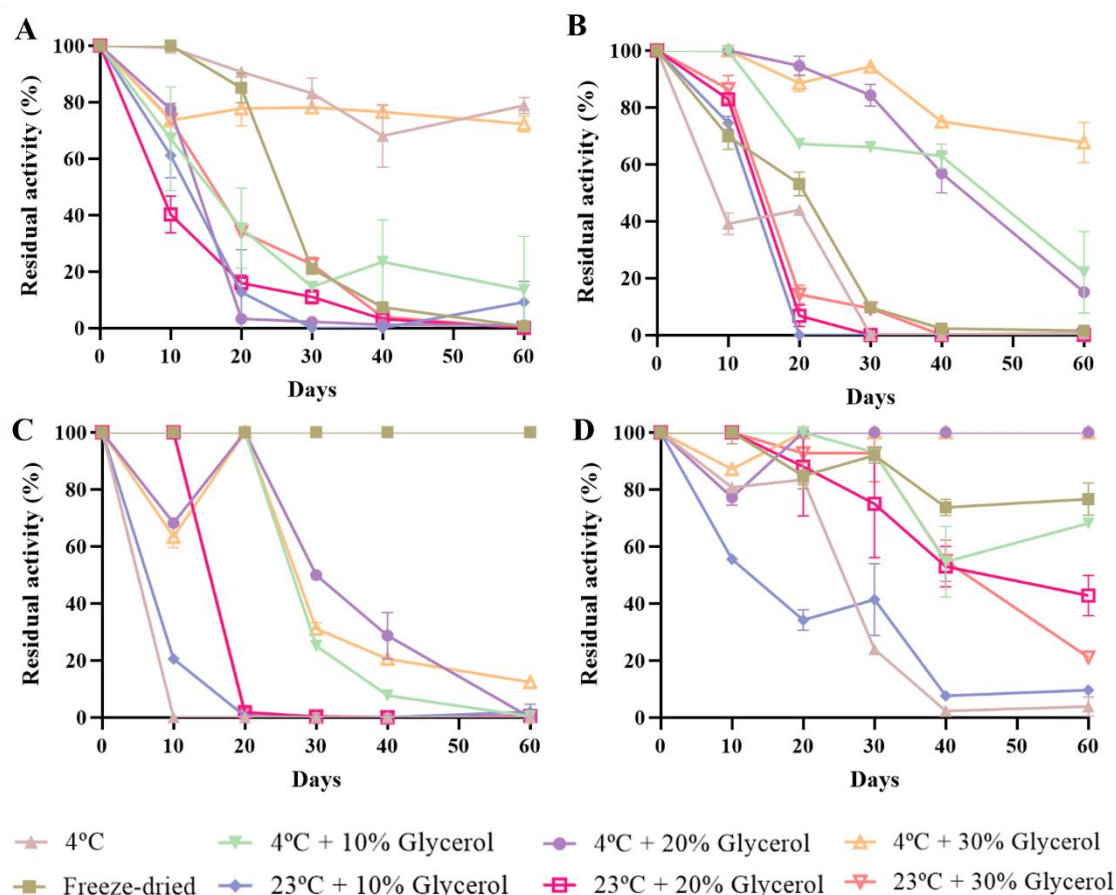 A
B
Residual activity (%)
100
80
60
40
20
0
0 10 20 30 40 50 60
Days
Residual activity (%)
100
80
60
40
20
0
0 10 20 30 40 50 60
Days
C
D
Residual activity (%)
100
80
60
40
20
0
0 10 20 30 40 50 60
Days
Residual activity (%)
100
80
60
40
20
0
0 10 20 30 40 50 60
Days
4ºC
4ºC + 10% Glycerol
4ºC + 20% Glycerol
4ºC + 30% Glycerol
Freeze-dried
23ºC + 10% Glycerol
23ºC + 20% Glycerol
23ºC + 30% Glycerol